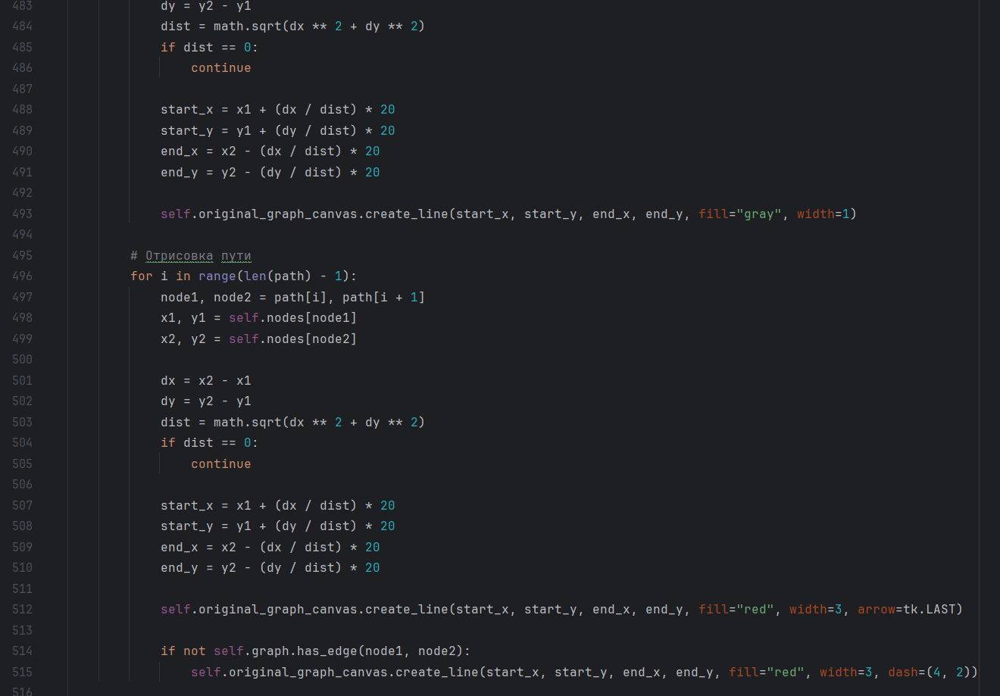 483 dy = y2 - y1
484 dist = math.sqrt(dx ** 2 + dy ** 2)
485 if dist == 0:
486 continue
487
488 start_x = x1 + (dx / dist) * 20
489 start_y = y1 + (dy / dist) * 20
490 end_x = x2 - (dx / dist) * 20
491 end_y = y2 - (dy / dist) * 20
492
493 self.original_graph_canvas.create_line(start_x, start_y, end_x, end_y, fill="gray", width=1)
494
495 # Отрисовка пути
496 for i in range(len(path) - 1):
497 node1, node2 = path[i], path[i + 1]
498 x1, y1 = self.nodes[node1]
499 x2, y2 = self.nodes[node2]
500
501 dx = x2 - x1
502 dy = y2 - y1
503 dist = math.sqrt(dx ** 2 + dy ** 2)
504 if dist == 0:
505 continue
506
507 start_x = x1 + (dx / dist) * 20
508 start_y = y1 + (dy / dist) * 20
509 end_x = x2 - (dx / dist) * 20
510 end_y = y2 - (dy / dist) * 20
511
512 self.original_graph_canvas.create_line(start_x, start_y, end_x, end_y, fill="red", width=3, arrow=tk.LAST)
513
514 if not self.graph.has_edge(node1, node2):
515 self.original_graph_canvas.create_line(start_x, start_y, end_x, end_y, fill="red", width=3, dash=(4, 2))
516